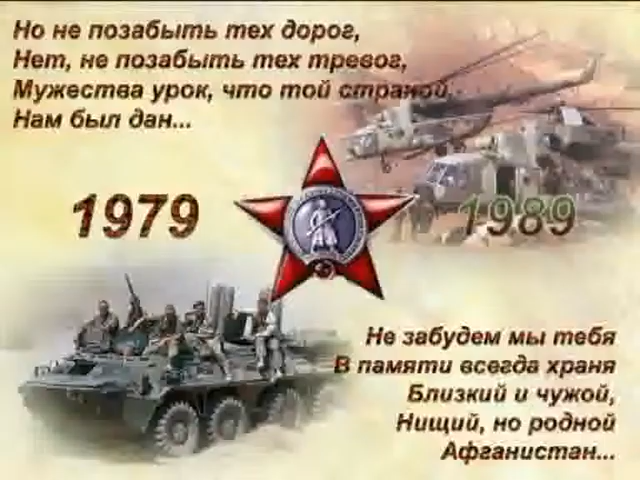 Но не позабыть тех дорог,
Нет, не позабыть тех тревог,
Мужества урок, что той страной
Нам был дан...
1979
1989
Не забудем мы тебя
В памяти всегда храня
Близкий и чужой,
Нищий, но родной
Афганистан...